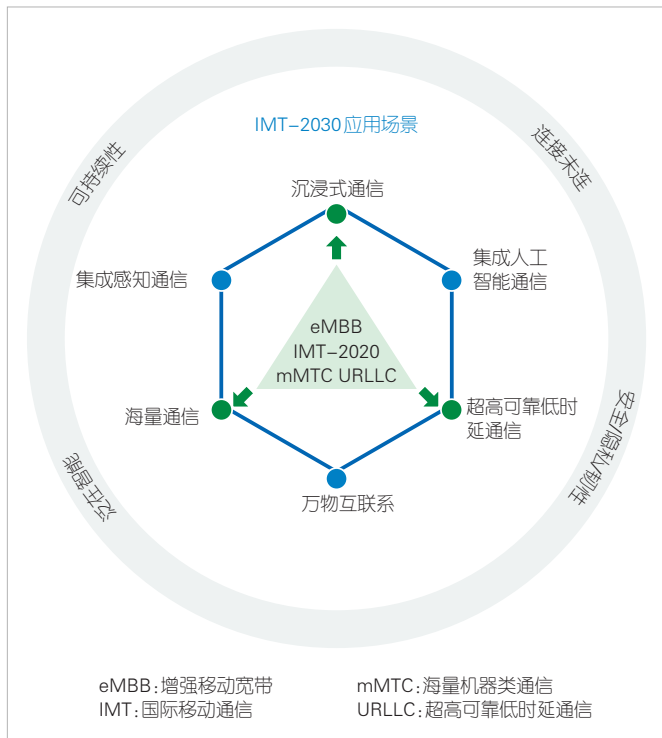 IMT-2030应用场景
可持续性
连接未连
沉浸式通信
集成感知通信
集成人工
智能通信
eMBB
IMT-2020
mMTC URLLC
海量通信
超高可靠低时
延通信
万物互联系
泛在智能
安全/隐私/韧性
eMBB:增强移动宽带
mMTC:海量机器类通信
IMT:国际移动通信
URLLC:超高可靠低时延通信